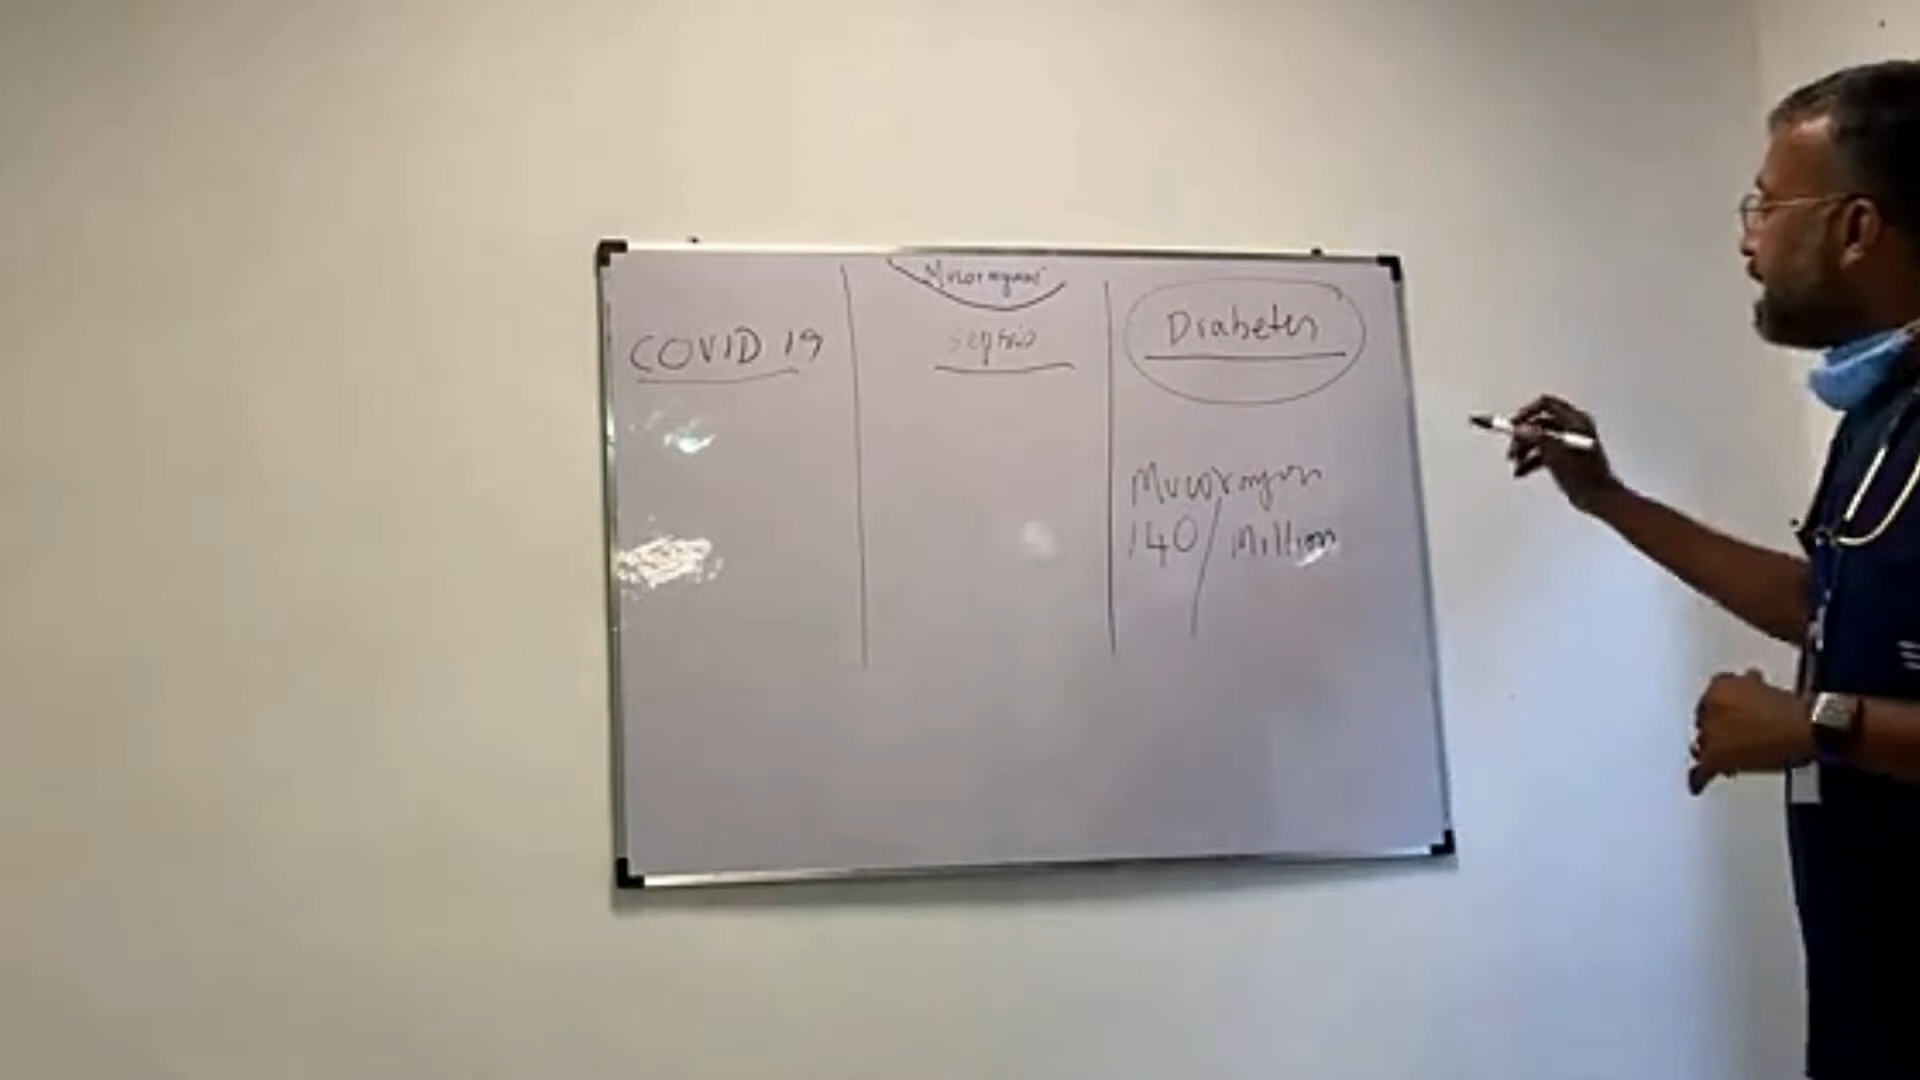 Mucormycosis
COVID 19
sepsis
Diabetes
Mucormycosis
140/Million